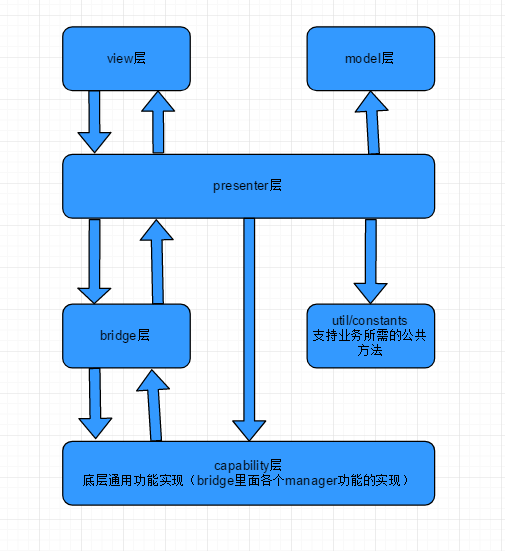 view层
model层
presenter层
bridge层
util/constants
支持业务所需的公共
方法
capability层
底层通用功能实现（bridge里面各个manager功能的实现）